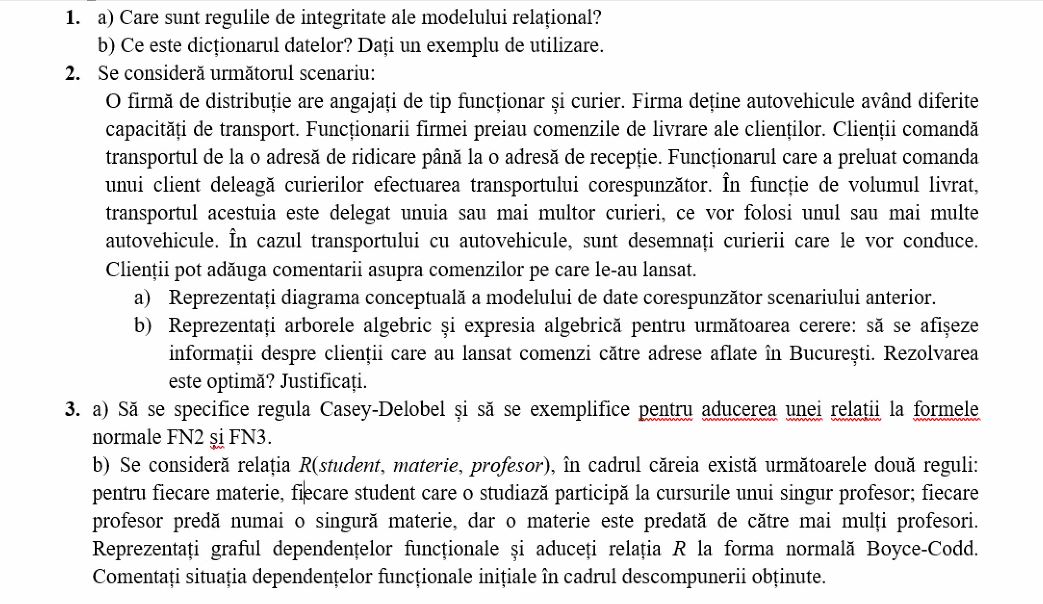 1. a) Care sunt regulile de integritate ale modelului relațional?
b) Ce este dicționarul datelor? Dați un exemplu de utilizare.
2. Se consideră următorul scenariu:
O firmă de distribuție are angajați de tip funcționar și curier. Firma deține autovehicule având diferite
capacități de transport. Funcționarii firmei preiau comenzile de livrare ale clienților. Clienții comandă
transportul de la o adresă de ridicare până la o adresă de recepție. Funcționarul care a preluat comanda
unui client deleagă curierilor efectuarea transportului corespunzător. În funcție de volumul livrat,
transportul acestuia este delegat unuia sau mai multor curieri, ce vor folosi unul sau mai multe
autovehicule. În cazul transportului cu autovehicule, sunt desemnați curierii care le vor conduce.
Clienții pot adăuga comentarii asupra comenzilor pe care le-au lansat.
a) Reprezentați diagrama conceptuală a modelului de date corespunzător scenariului anterior.
b) Reprezentați arborele algebric și expresia algebrică pentru următoarea cerere: să se afișeze
informații despre clienții care au lansat comenzi către adrese aflate în București. Rezolvarea
este optimă? Justificați.
3. a) Să se specifice regula Casey-Delobel și să se exemplifice pentru aducerea unei relații la formele
normale FN2 și FN3.
b) Se consideră relația R(student, materie, profesor), în cadrul căreia există următoarele două reguli:
pentru fiecare materie, fiecare student care o studiază participă la cursurile unui singur profesor; fiecare
profesor predă numai o singură materie, dar o materie este predată de către mai mulți profesori.
Reprezentați graful dependențelor funcționale și aduceți relația R la forma normală Boyce-Codd.
Comentați situația dependențelor funcționale inițiale în cadrul descompunerii obținute.